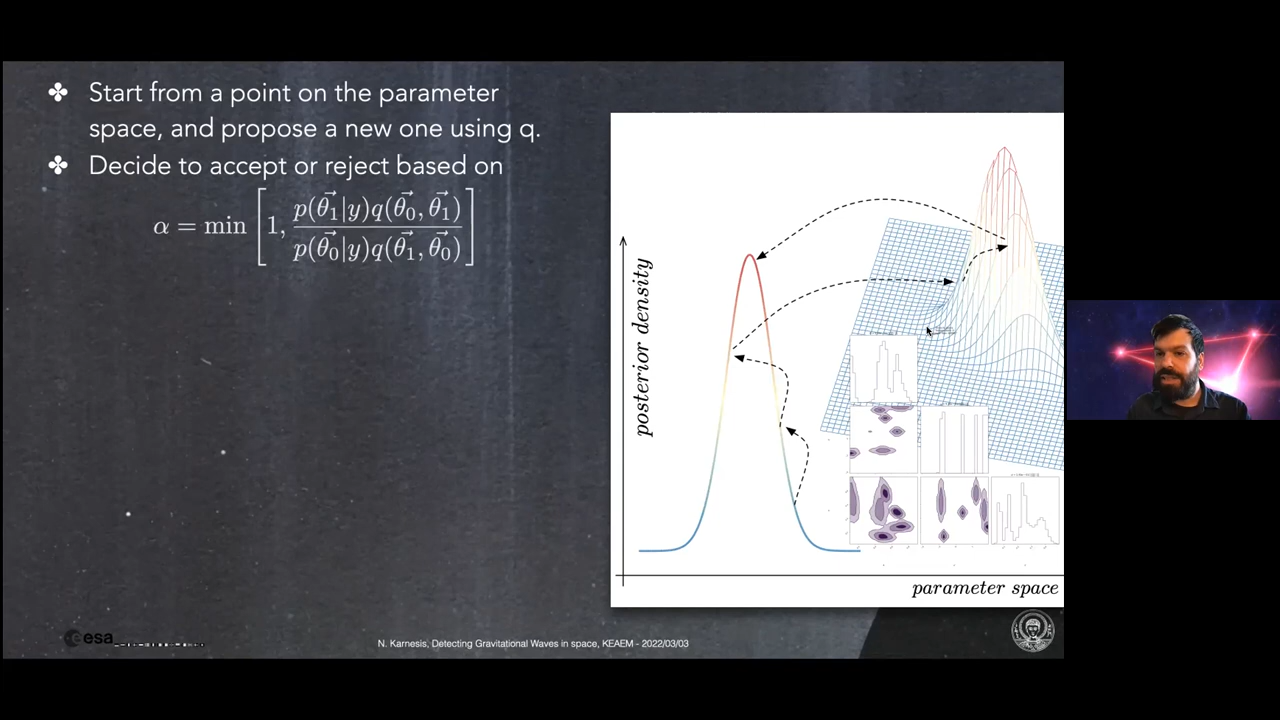 ✤ Start from a point on the parameter
space, and propose a new one using q.
✤ Decide to accept or reject based on
α = min [1, p(θ⃗₁|y)q(θ⃗₀, θ⃗₁) / p(θ⃗₀|y)q(θ⃗₁, θ⃗₀)]
posterior density
parameter space
esa
N. Karnesis, Detecting Gravitational Waves in space, KEAEM - 2022/03/03